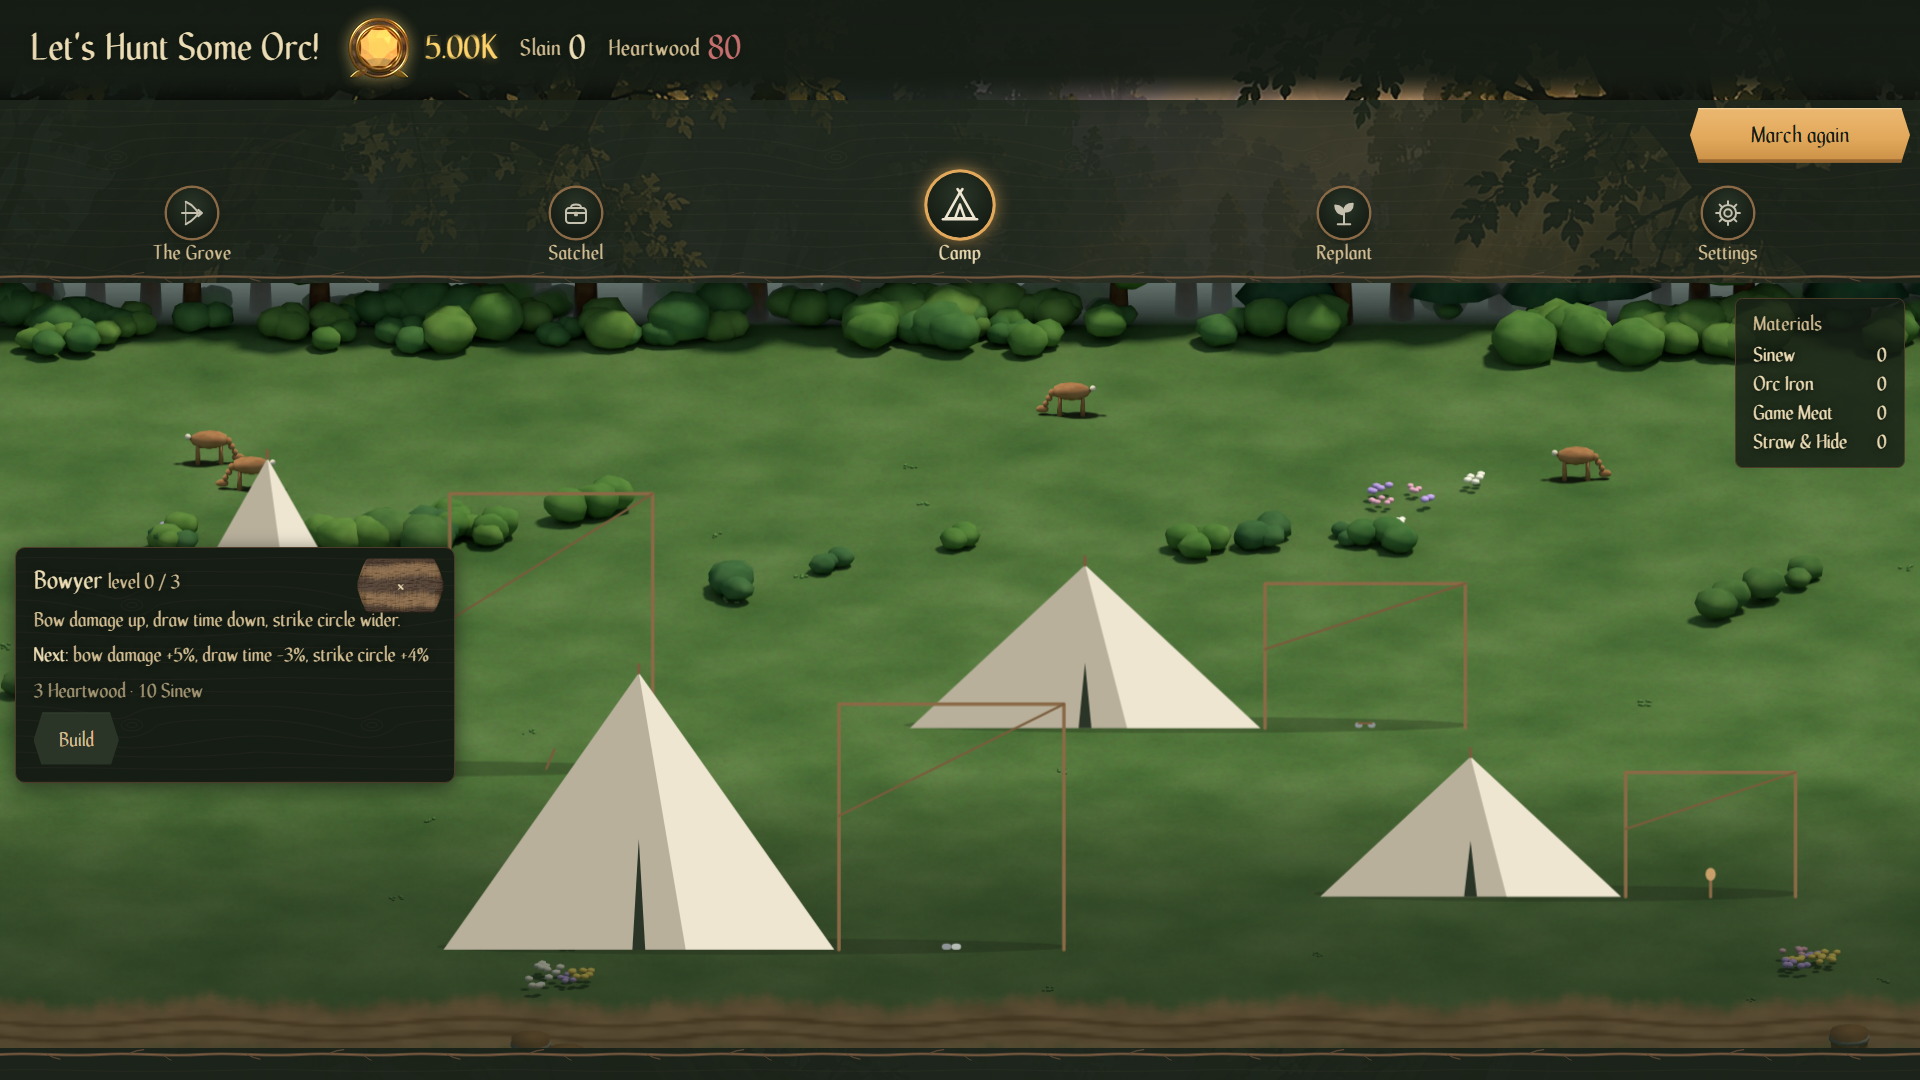 Let's Hunt Some Orc! 5.00K Slain 0 Heartwood 80
March again
The Grove Satchel Camp Replant Settings
Materials
Sinew 0
Orc Iron 0
Game Meat 0
Straw & Hide 0
Bowyer level 0 / 3 x
Bow damage up, draw time down, strike circle wider.
Next: bow damage +5%, draw time -3%, strike circle +4%
3 Heartwood · 10 Sinew
Build